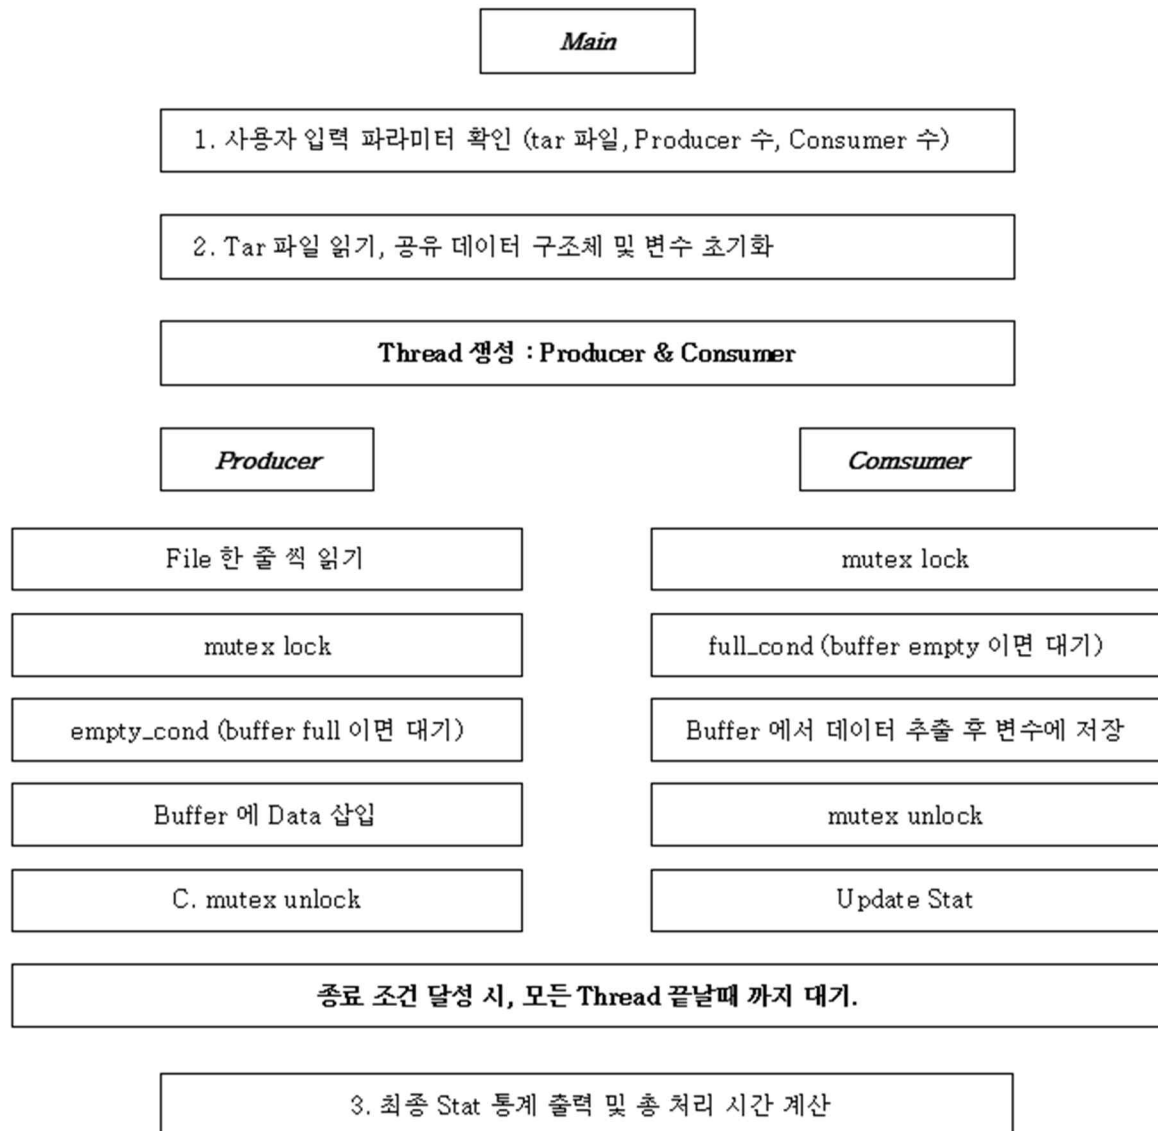 Main
1. 사용자 입력 파라미터 확인 (tar 파일, Producer 수, Consumer 수)
2. Tar 파일 읽기, 공유 데이터 구조체 및 변수 초기화
Thread 생성 : Producer & Consumer
Producer
Comsumer
File 한 줄 씩 읽기
mutex lock
mutex lock
full_cond (buffer empty 이면 대기)
empty_cond (buffer full 이면 대기)
Buffer 에서 데이터 추출 후 변수에 저장
Buffer 에 Data 삽입
mutex unlock
C. mutex unlock
Update Stat
종료 조건 달성 시, 모든 Thread 끝날때 까지 대기.
3. 최종 Stat 통계 출력 및 총 처리 시간 계산